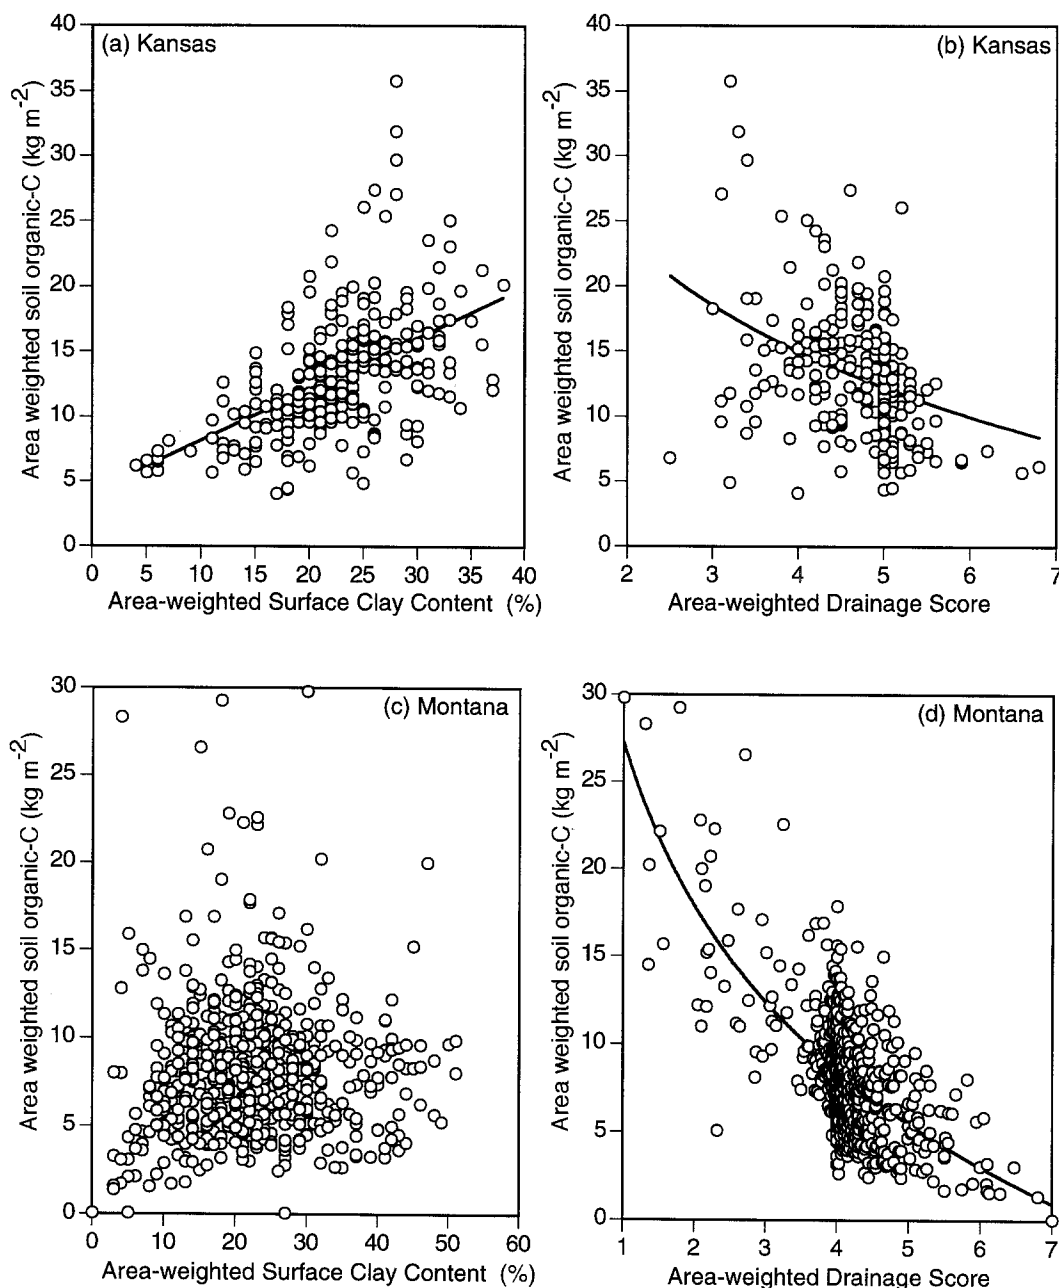 (a) Kansas
Area weighted soil organic-C (kg m-2)
40
35
30
25
20
15
10
5
0
0 5 10 15 20 25 30 35 40
Area-weighted Surface Clay Content (%)
(b) Kansas
Area weighted soil organic-C (kg m-2)
40
35
30
25
20
15
10
5
0
2 3 4 5 6 7
Area-weighted Drainage Score
(c) Montana
Area weighted soil organic-C (kg m-2)
30
25
20
15
10
5
0
0 10 20 30 40 50 60
Area-weighted Surface Clay Content (%)
(d) Montana
Area weighted soil organic-C (kg m-2)
30
25
20
15
10
5
0
1 2 3 4 5 6 7
Area-weighted Drainage Score